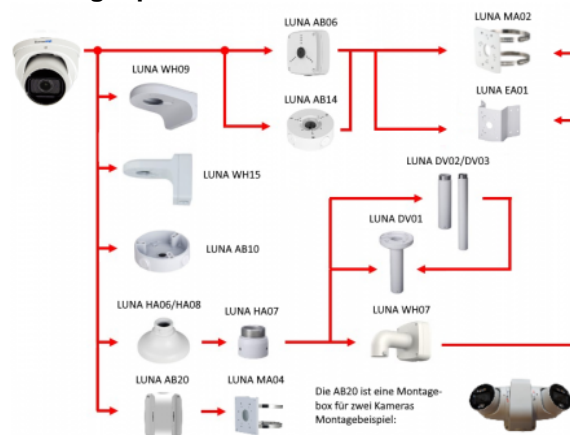 LUNA AB06
LUNA MA02
LUNA WH09
LUNA AB14
LUNA EA01
LUNA WH15
LUNA DV02/DV03
LUNA DV01
LUNA AB10
LUNA HA06/HA08
LUNA HA07
LUNA WH07
LUNA AB20
LUNA MA04
Die AB20 ist eine Montage-
box für zwei Kameras
Montagebeispiel: